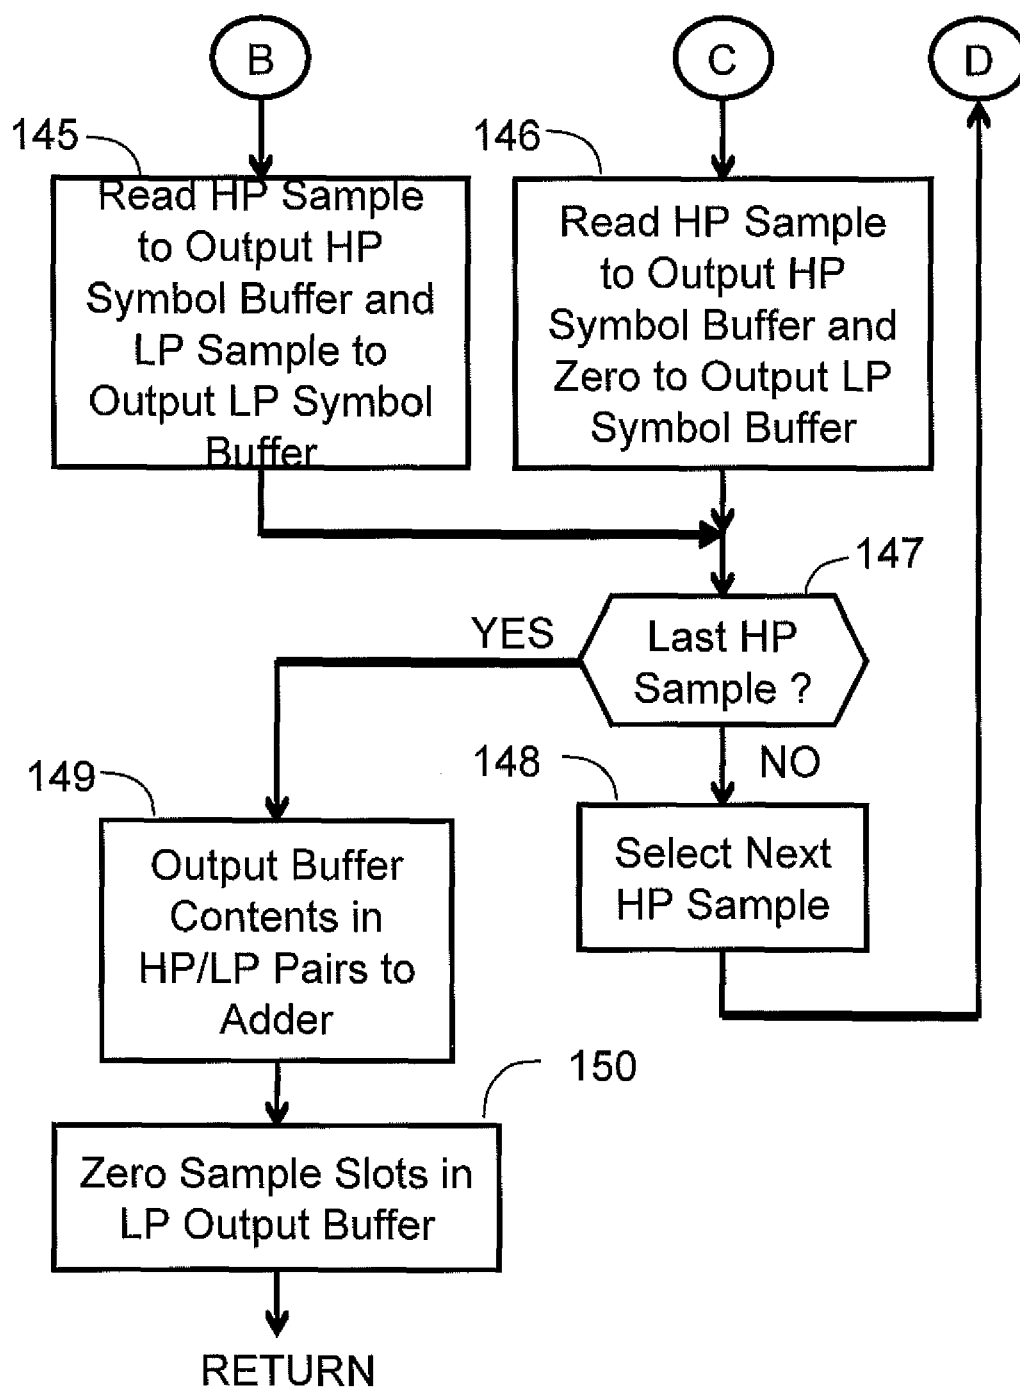 B
C
D
145
146
Read HP Sample
to Output HP
Symbol Buffer and
LP Sample to
Output LP Symbol
Buffer
Read HP Sample
to Output HP
Symbol Buffer and
Zero to Output LP
Symbol Buffer
147
YES
Last HP
Sample ?
NO
148
149
Select Next
HP Sample
Output Buffer
Contents in
HP/LP Pairs to
Adder
150
Zero Sample Slots in
LP Output Buffer
RETURN